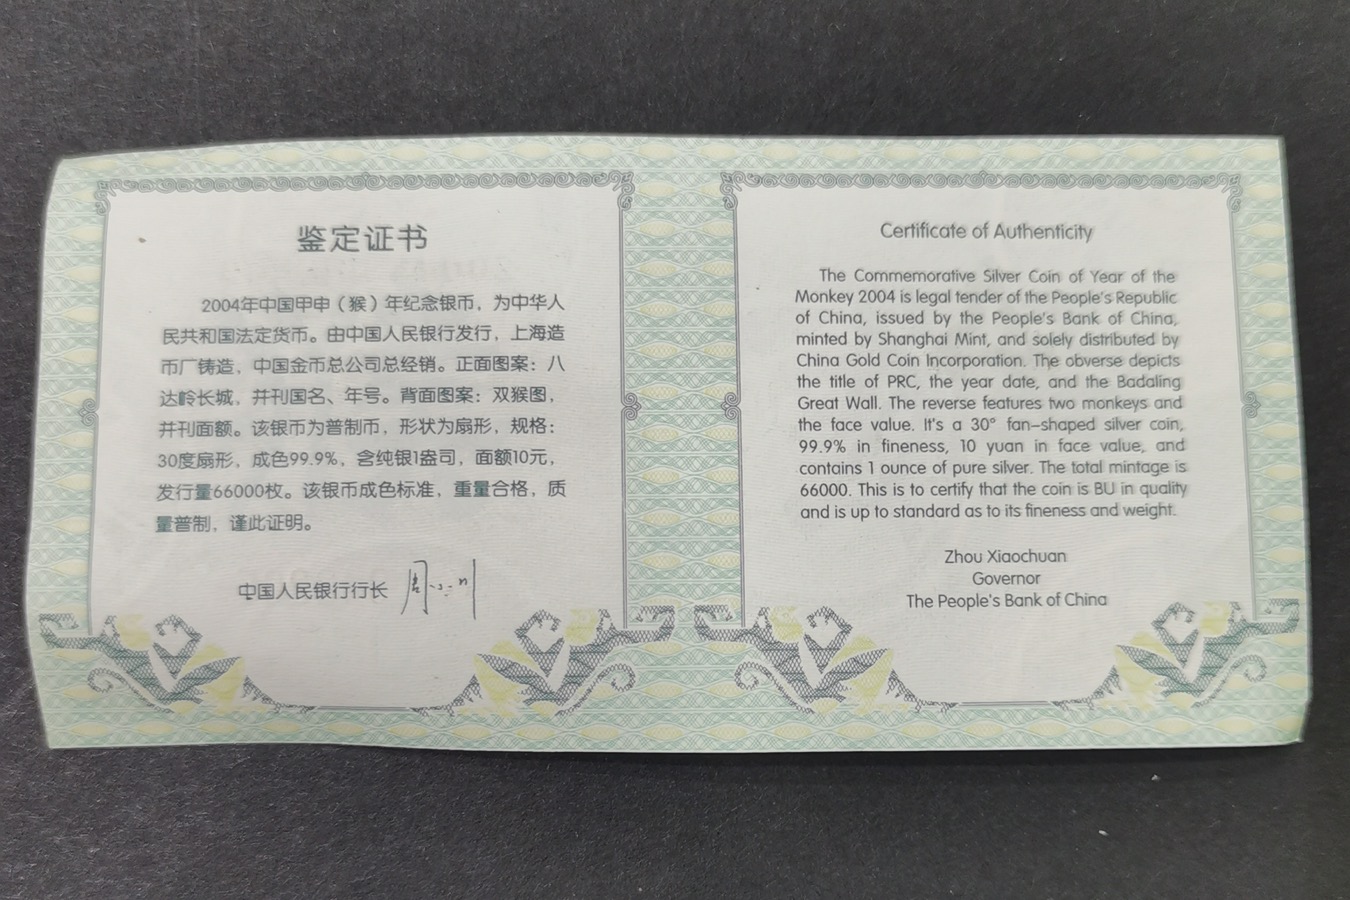 鉴定证书
2004年中国甲申（猴）年纪念银币，为中华人
民共和国法定货币。由中国人民银行发行，上海造
币厂铸造，中国金币总公司总经销。正面图案：八
达岭长城，并刊国名、年号。背面图案：双猴图，
并刊面额。该银币为普制币，形状为扇形，规格：
30度扇形，成色99.9%，含纯银1盎司，面额10元，
发行量66000枚。该银币成色标准，重量合格，质
量普制，谨此证明。
中国人民银行行长 周小川
Certificate of Authenticity
The Commemorative Silver Coin of Year of the
Monkey 2004 is legal tender of the People's Republic
of China, issued by the People's Bank of China,
minted by Shanghai Mint, and solely distributed by
China Gold Coin Incorporation. The obverse depicts
the title of PRC, the year date, and the Badaling
Great Wall. The reverse features two monkeys and
the face value. It's a 30° fan-shaped silver coin,
99.9% in fineness, 10 yuan in face value, and
contains 1 ounce of pure silver. The total mintage is
66000. This is to certify that the coin is BU in quality
and is up to standard as to its fineness and weight.
Zhou Xiaochuan
Governor
The People's Bank of China